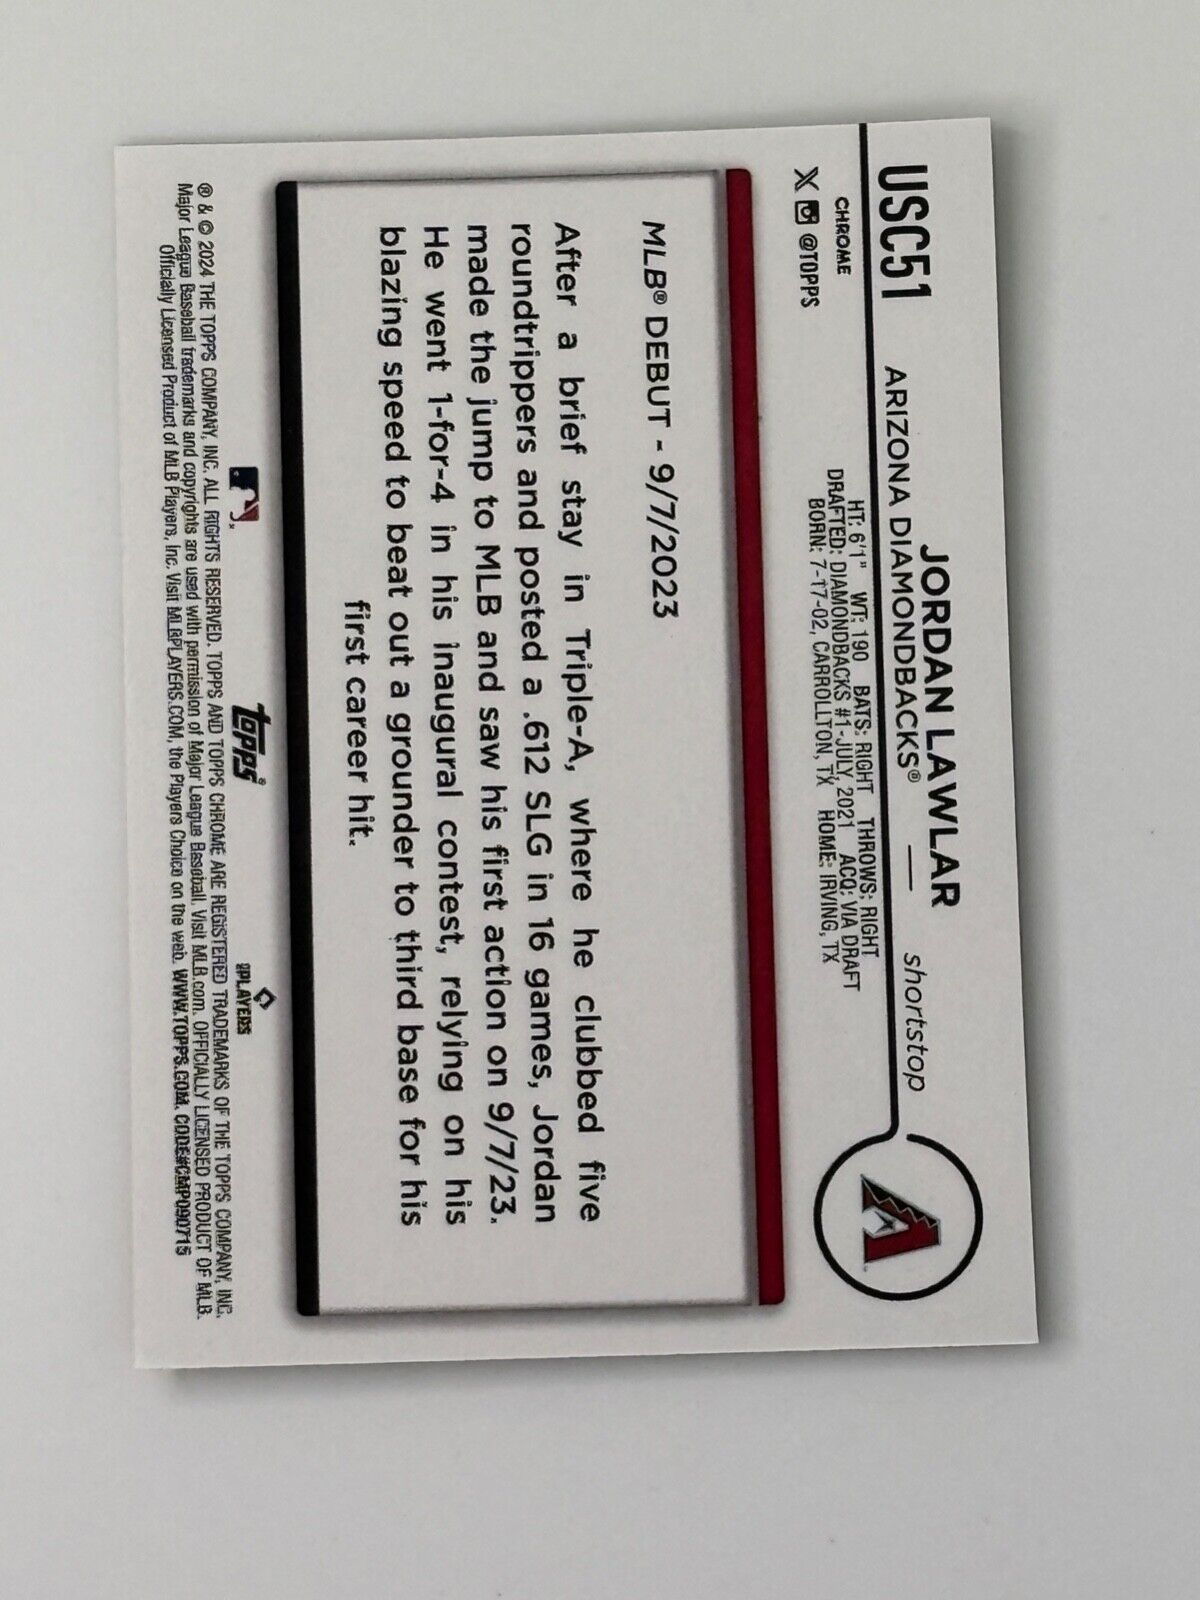 USC51
JORDAN LAWLAR
ARIZONA DIAMONDBACKS® — shortstop
CHROME
HT: 6'1" WT: 190 BATS: RIGHT THROWS: RIGHT
DRAFTED: DIAMONDBACKS #1-JULY, 2021 ACQ: VIA DRAFT
BORN: 7-17-02, CARROLLTON, TX HOME: IRVING, TX
X @TOPPS
MLB® DEBUT - 9/7/2023
After a brief stay in Triple-A, where he clubbed five
roundtrippers and posted a .612 SLG in 16 games, Jordan
made the jump to MLB and saw his first action on 9/7/23.
He went 1-for-4 in his inaugural contest, relying on his
blazing speed to beat out a grounder to third base for his
first career hit.
topps®
PLAYERS
® & © 2024 THE TOPPS COMPANY, INC. ALL RIGHTS RESERVED. TOPPS AND TOPPS CHROME ARE REGISTERED TRADEMARKS OF THE TOPPS COMPANY, INC.
Major League Baseball trademarks and copyrights are used with permission of Major League Baseball. Visit MLB.com. OFFICIALLY LICENSED PRODUCT OF MLB
Officially Licensed Product of MLB Players, Inc. Visit MLBPLAYERS.COM, the Players Choice on the web. WWW.TOPPS.COM. CODE#CMP090715